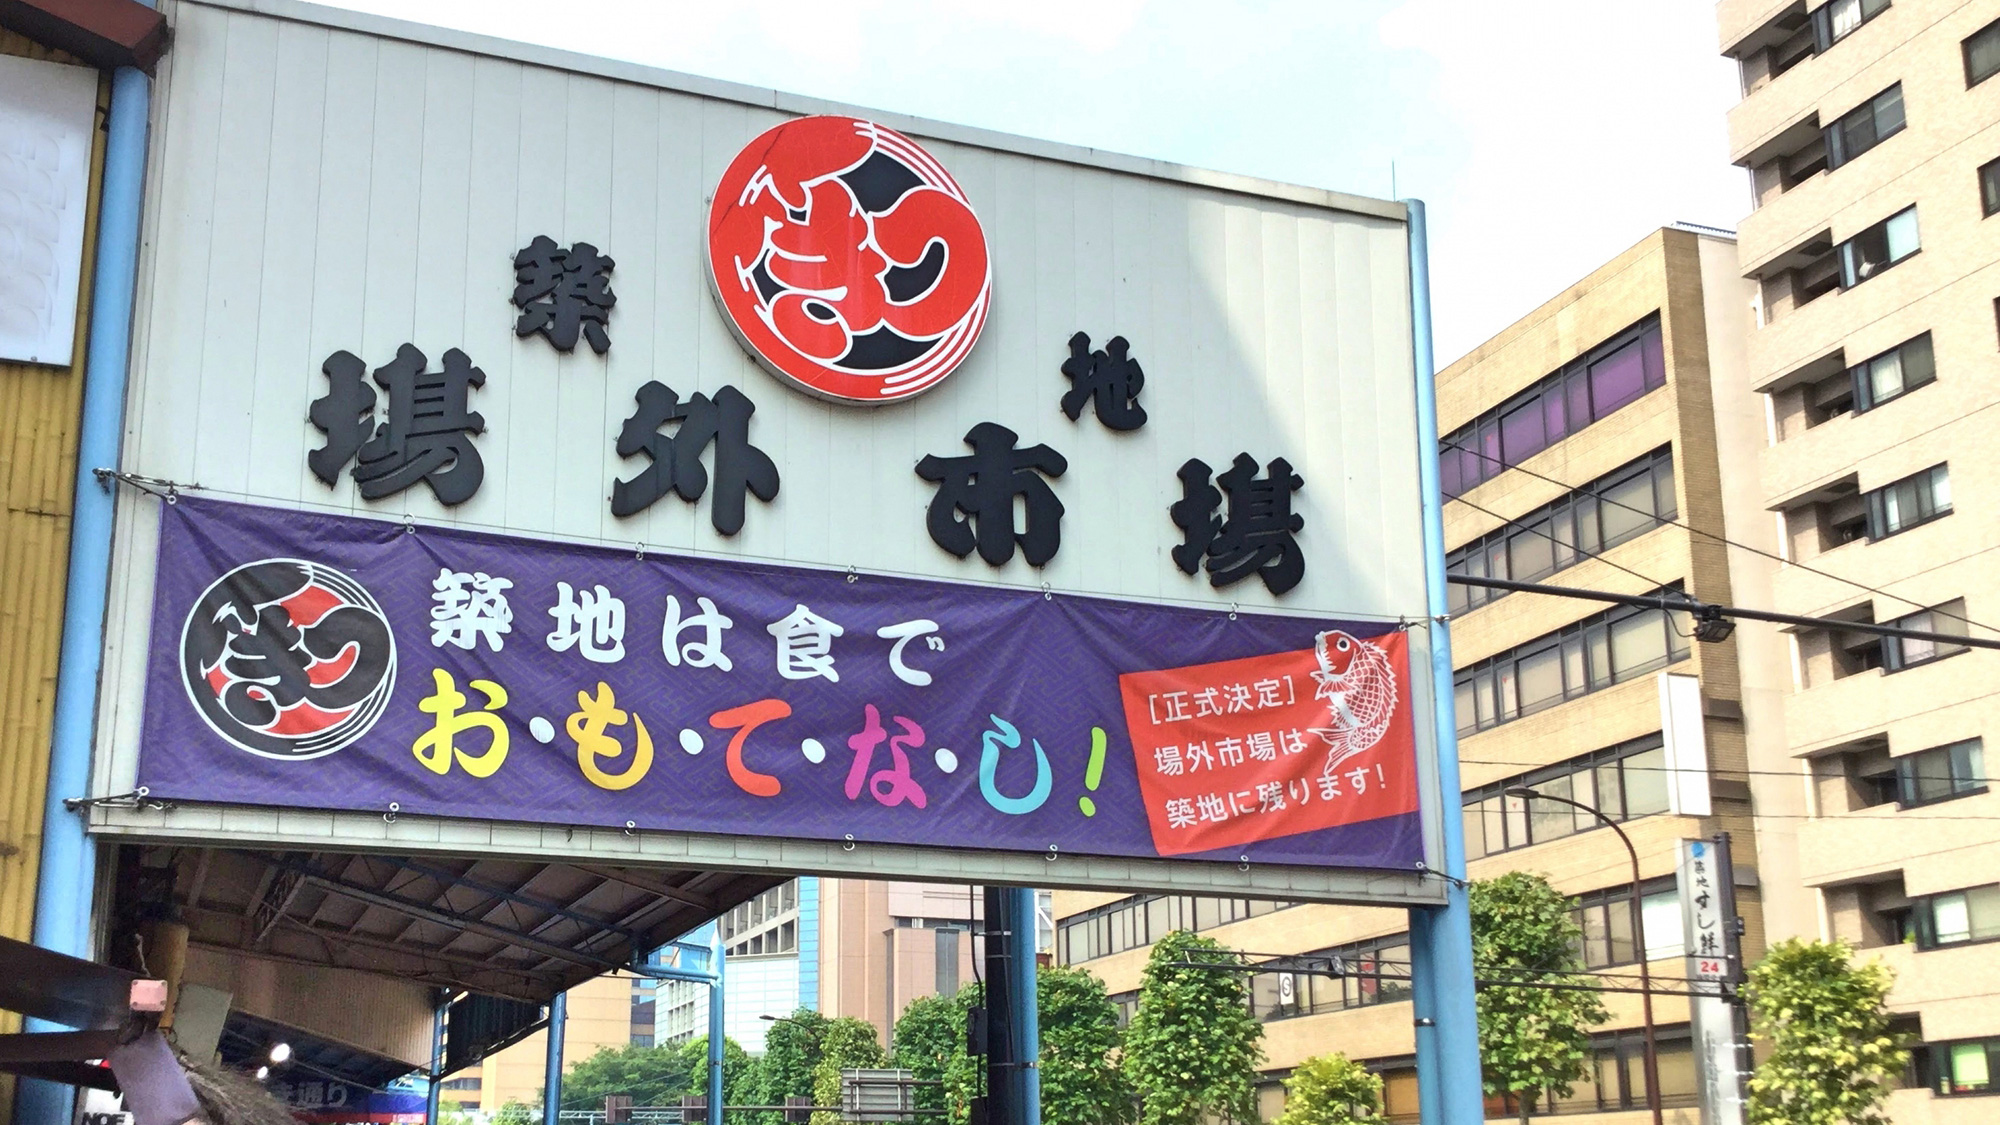 築地
場外市場
築地は食で
お・も・て・な・し!
[正式決定]
場外市場は
築地に残ります!
築地すし鮮
24
通り